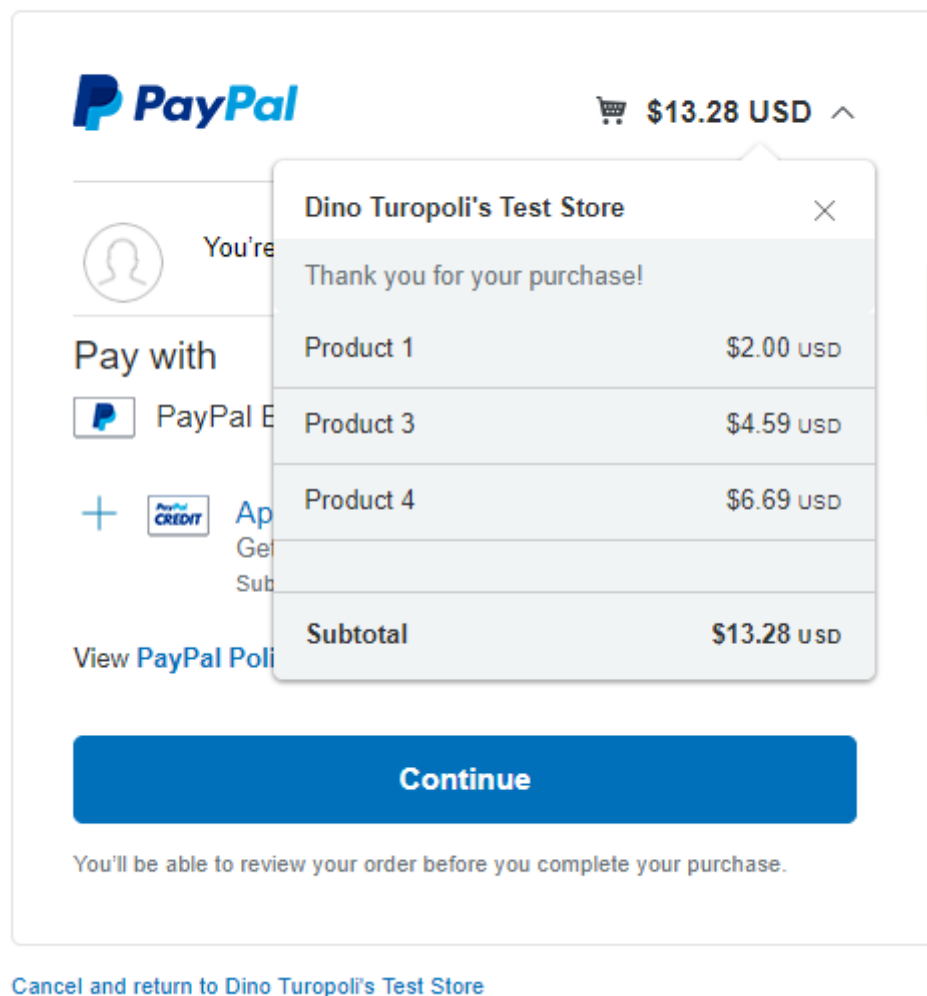 PayPal
$13.28 USD
Dino Turopoli's Test Store
You're
Thank you for your purchase!
Pay with
Product 1 $2.00 USD
PayPal
Product 3 $4.59 USD
PayPal CREDIT
Product 4 $6.69 USD
Subtotal $13.28 USD
View PayPal
Continue
You'll be able to review your order before you complete your purchase.
Cancel and return to Dino Turopoli's Test Store